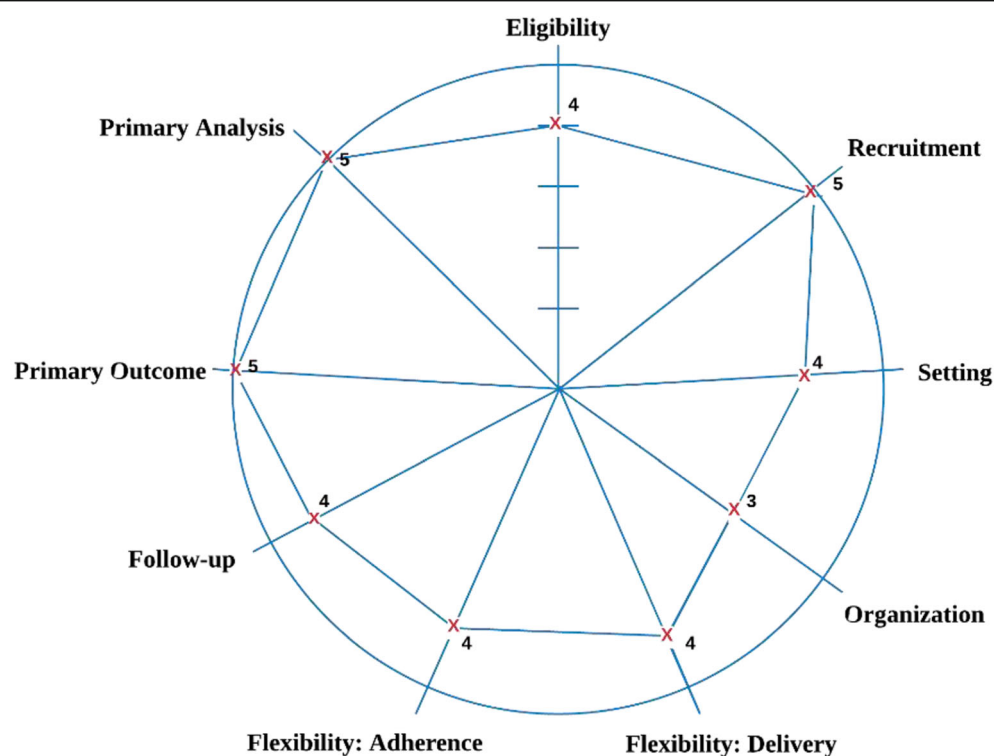 Eligibility
4
Primary Analysis
5
Recruitment
5
Primary Outcome
5
4
Setting
4
3
Follow-up
Organization
4
4
Flexibility: Adherence
Flexibility: Delivery